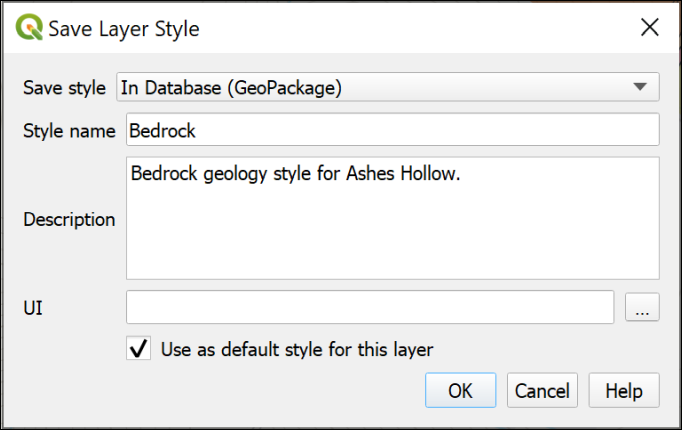 Save Layer Style
Save style In Database (GeoPackage)
Style name Bedrock
Description Bedrock geology style for Ashes Hollow.
UI ...
Use as default style for this layer
OK Cancel Help